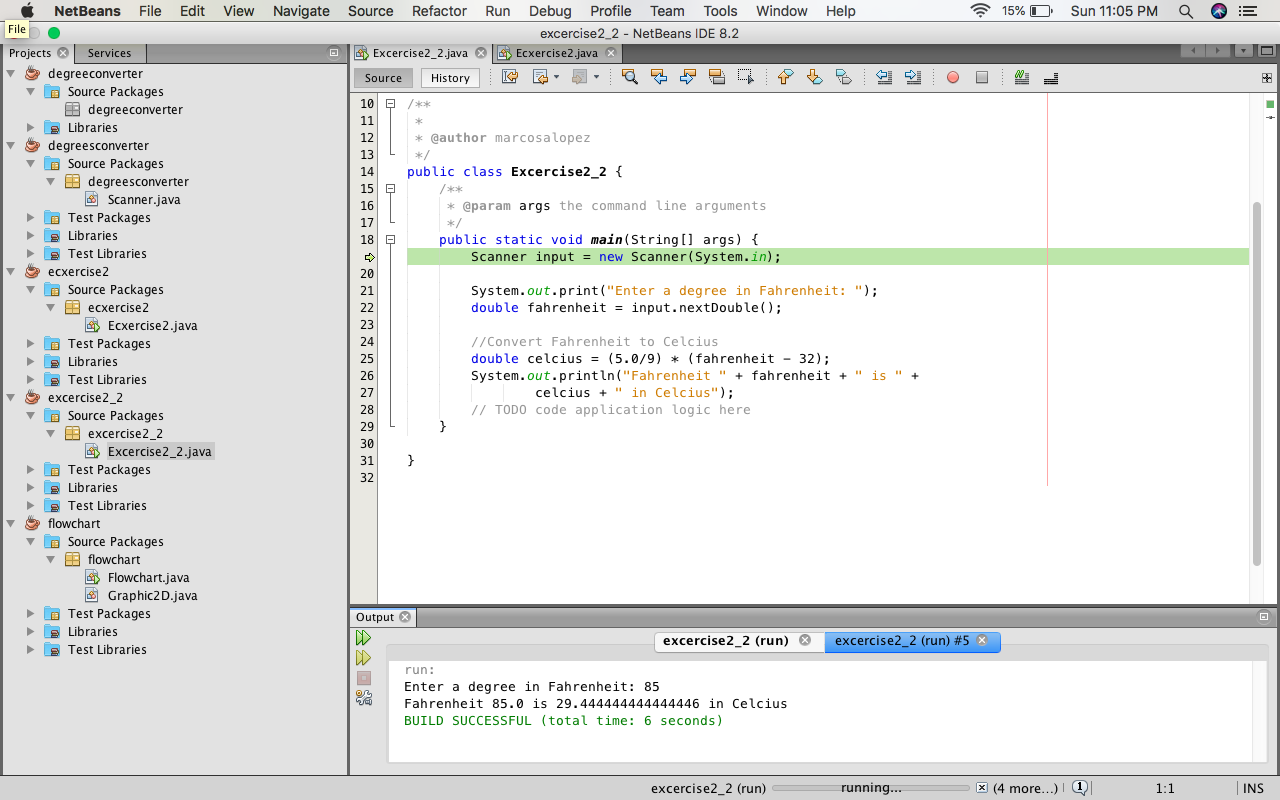 NetBeans File Edit View Navigate Source Refactor Run Debug Profile Team Tools Window Help 15% Sun 11:05 PM
File
excercise2_2 - NetBeans IDE 8.2
Projects Services
degreeconverter
Source Packages
degreeconverter
Libraries
degreesconverter
Source Packages
degreesconverter
Scanner.java
Test Packages
Libraries
Test Libraries
ecxercise2
Source Packages
ecxercise2
Ecxercise2.java
Test Packages
Libraries
Test Libraries
excercise2_2
Source Packages
excercise2_2
Excercise2_2.java
Test Packages
Libraries
Test Libraries
flowchart
Source Packages
flowchart
Flowchart.java
Graphic2D.java
Test Packages
Libraries
Test Libraries
Excercise2_2.java Ecxercise2.java
Source History
10 /**
11 *
12 * @author marcosalopez
13 */
14 public class Excercise2_2 {
15 /**
16 * @param args the command line arguments
17 */
18 public static void main(String[] args) {
Scanner input = new Scanner(System.in);
20
21 System.out.print("Enter a degree in Fahrenheit: ");
22 double fahrenheit = input.nextDouble();
23
24 //Convert Fahrenheit to Celcius
25 double celcius = (5.0/9) * (fahrenheit - 32);
26 System.out.println("Fahrenheit " + fahrenheit + " is " +
27 celcius + " in Celcius");
28 // TODO code application logic here
29 }
30
31 }
32
Output
excercise2_2 (run) excercise2_2 (run) #5
run:
Enter a degree in Fahrenheit: 85
Fahrenheit 85.0 is 29.444444444444446 in Celcius
BUILD SUCCESSFUL (total time: 6 seconds)
excercise2_2 (run) running... (4 more...) 1 1:1 INS